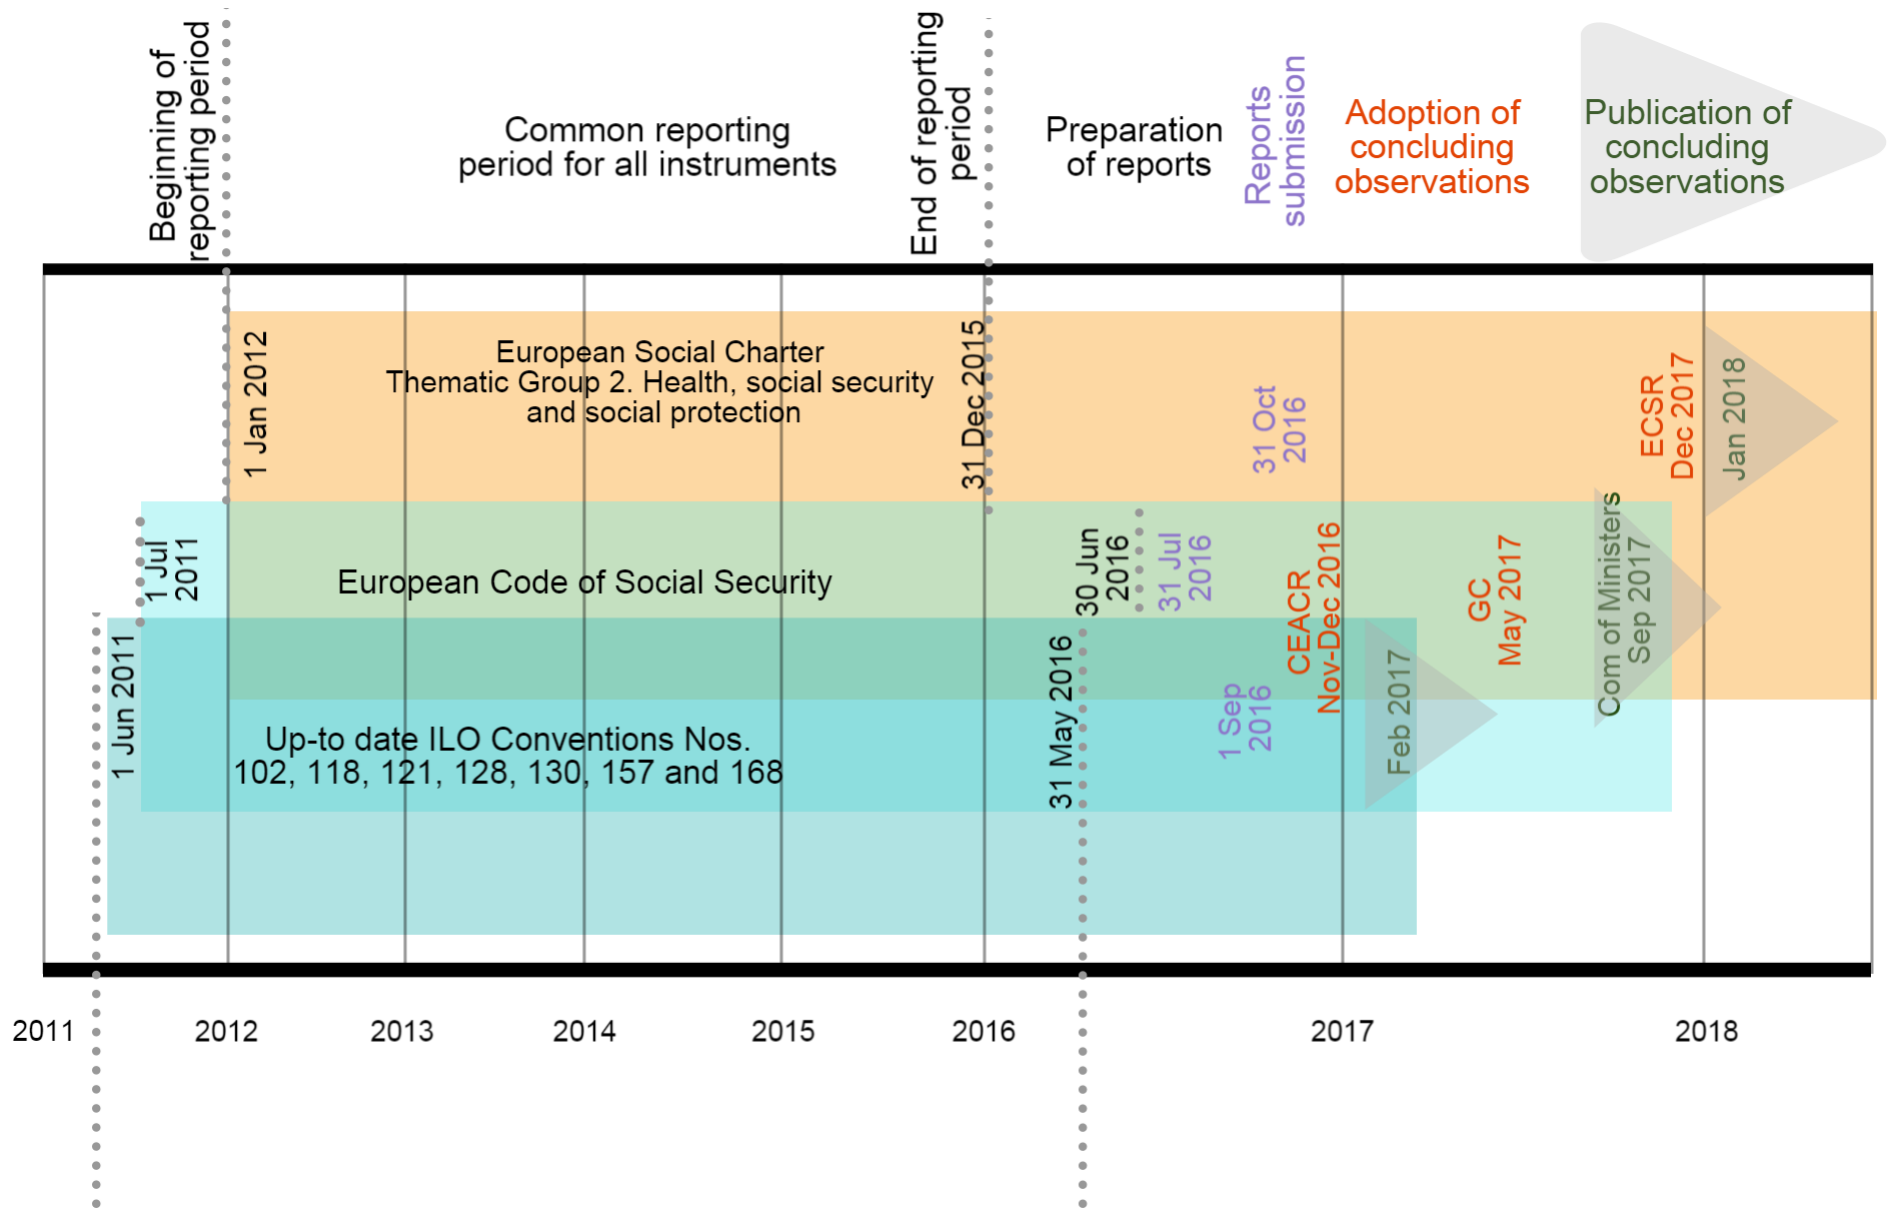 Beginning of
reporting period
Common reporting
period for all instruments
End of reporting
period
Preparation
of reports
Reports
submission
Adoption of
concluding
observations
Publication of
concluding
observations
1 Jan 2012
European Social Charter
Thematic Group 2. Health, social security
and social protection
31 Dec 2015
31 Oct
2016
ECSR
Dec 2017
Jan 2018
1 Jul
2011
European Code of Social Security
30 Jun
2016
31 Jul
2016
CEACR
Nov-Dec 2016
GC
May 2017
Com of Ministers
Sep 2017
1 Jun 2011
Up-to date ILO Conventions Nos.
102, 118, 121, 128, 130, 157 and 168
31 May 2016
1 Sep
2016
Feb 2017
2011
2012
2013
2014
2015
2016
2017
2018